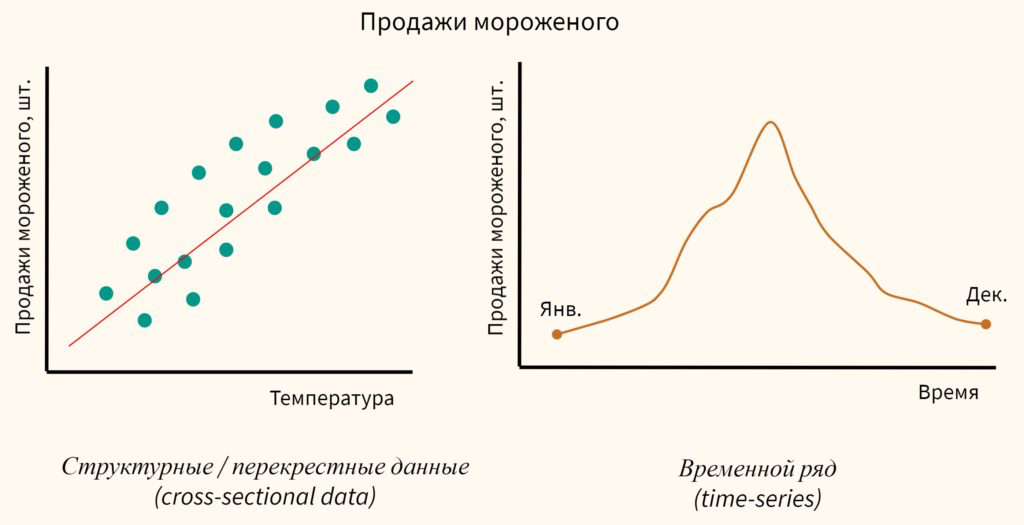 Продажи мороженого
Продажи мороженого, шт.
Температура
Структурные / перекрестные данные
(cross-sectional data)
Продажи мороженого, шт.
Янв.
Дек.
Время
Временной ряд
(time-series)